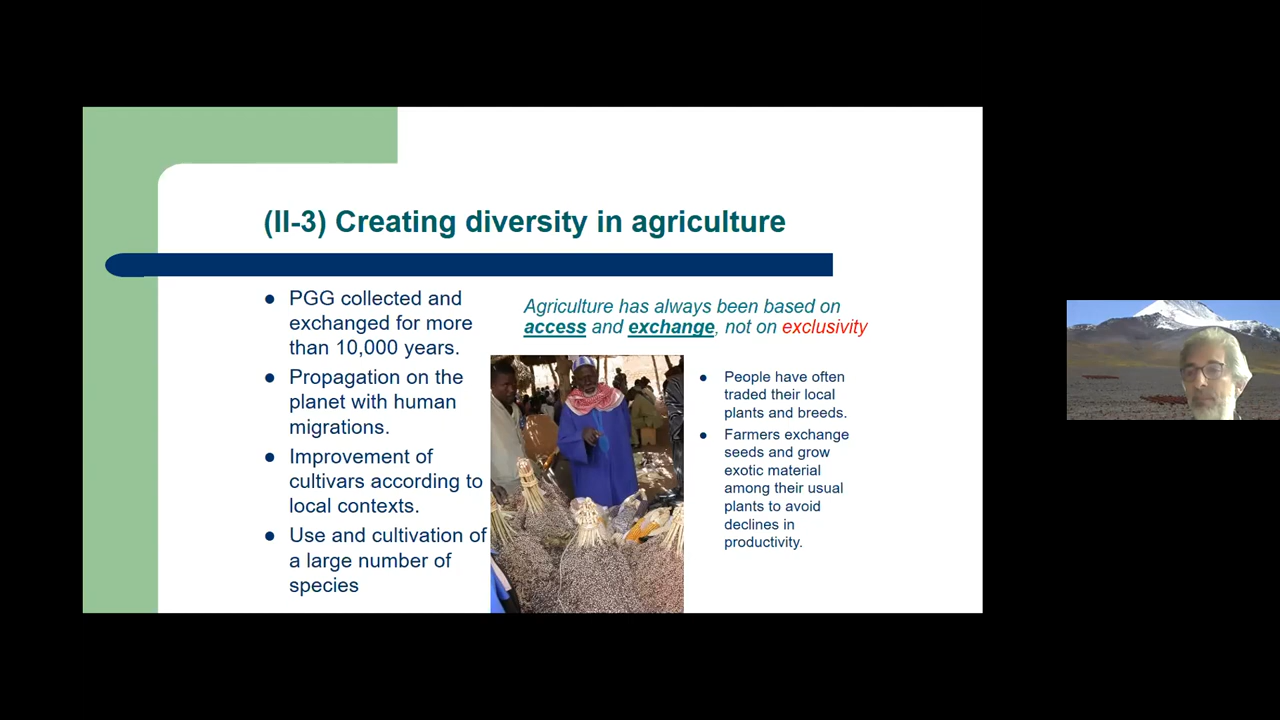 (II-3) Creating diversity in agriculture
● PGG collected and
exchanged for more
than 10,000 years.
● Propagation on the
planet with human
migrations.
● Improvement of
cultivars according to
local contexts.
● Use and cultivation of
a large number of
species
Agriculture has always been based on
access and exchange, not on exclusivity
● People have often
traded their local
plants and breeds.
● Farmers exchange
seeds and grow
exotic material
among their usual
plants to avoid
declines in
productivity.